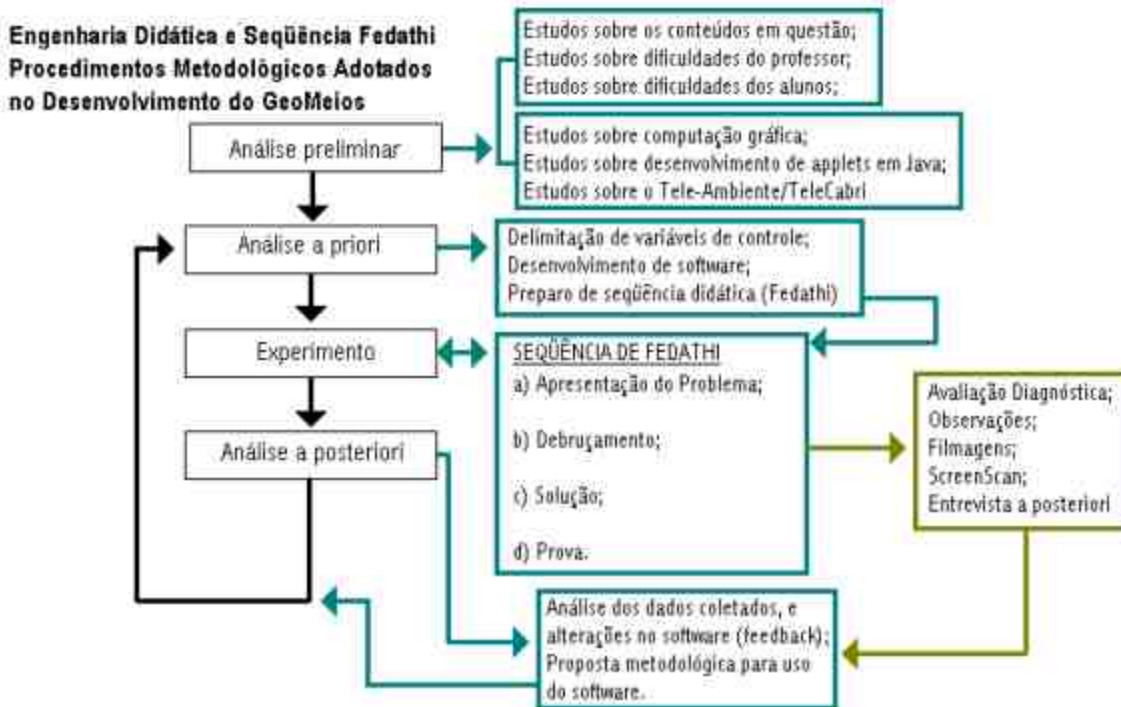 Engenharia Didática e Seqüência Fedathi
Procedimentos Metodológicos Adotados
no Desenvolvimento do GeoMeios
Estudos sobre os conteúdos em questão;
Estudos sobre dificuldades do professor;
Estudos sobre dificuldades dos alunos;
Análise preliminar
Estudos sobre computação gráfica;
Estudos sobre desenvolvimento de applets em Java;
Estudos sobre o Tele-Ambiente/TeleCabri
Análise a priori
Delimitação de variáveis de controle;
Desenvolvimento de software;
Preparo de seqüência didática (Fedathi)
Experimento
SEQÜÊNCIA DE FEDATHI
a) Apresentação do Problema;
b) Debruçamento;
c) Solução;
d) Prova.
Avaliação Diagnóstica;
Observações;
Filmagens;
ScreenScan;
Entrevista a posteriori
Análise a posteriori
Análise dos dados coletados, e
alterações no software (feedback);
Proposta metodológica para uso
do software.